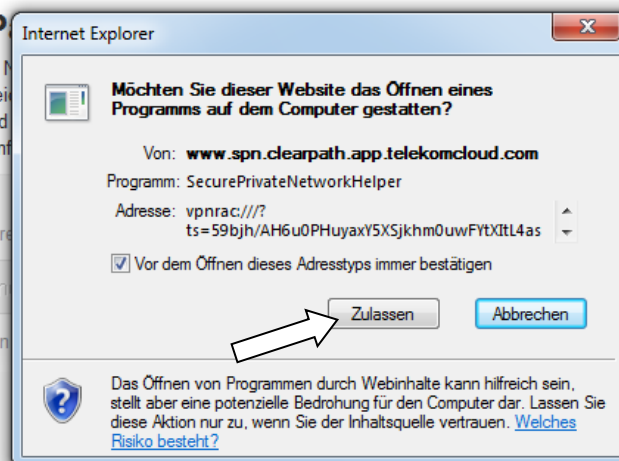 Internet Explorer
Möchten Sie dieser Website das Öffnen eines
Programms auf dem Computer gestatten?
Von: www.spn.clearpath.app.telekomcloud.com
Programm: SecurePrivateNetworkHelper
Adresse: vpnrac:///?
ts=59bjh/AH6u0PHuyaxY5XSjkhm0uwFYtXItL4as
Vor dem Öffnen dieses Adresstyps immer bestätigen
Zulassen
Abbrechen
Das Öffnen von Programmen durch Webinhalte kann hilfreich sein,
stellt aber eine potenzielle Bedrohung für den Computer dar. Lassen Sie
diese Aktion nur zu, wenn Sie der Inhaltsquelle vertrauen. Welches
Risiko besteht?